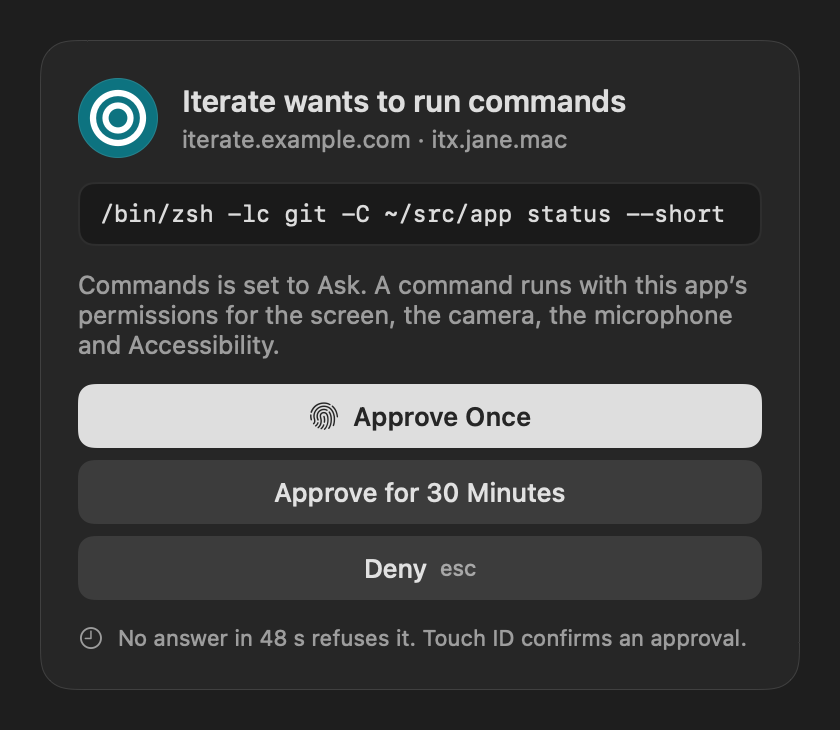 Iterate wants to run commands
iterate.example.com · itx.jane.mac
/bin/zsh -lc git -C ~/src/app status --short
Commands is set to Ask. A command runs with this app’s
permissions for the screen, the camera, the microphone
and Accessibility.
Approve Once
Approve for 30 Minutes
Deny esc
No answer in 48 s refuses it. Touch ID confirms an approval.